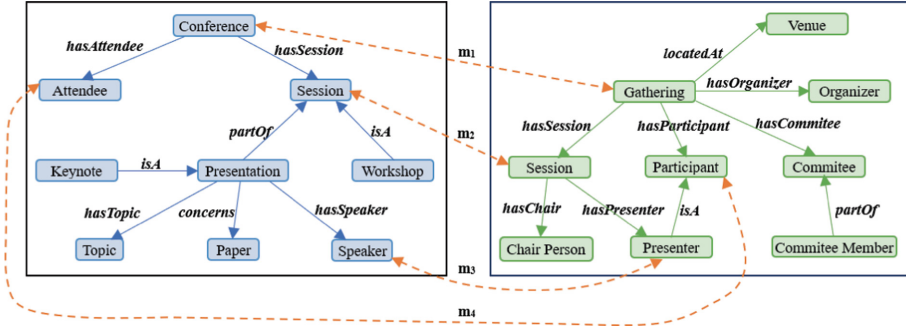 Conference
Venue
hasAttendee
hasSession
m1
locatedAt
Attendee
Session
Gathering
hasOrganizer
Organizer
partOf
isA
m2
hasSession
hasParticipant
hasCommitee
Keynote
isA
Presentation
Workshop
Session
Participant
Commitee
hasTopic
concerns
hasSpeaker
hasChair
hasPresenter
isA
partOf
Topic
Paper
Speaker
Chair Person
Presenter
Commitee Member
m3
m4